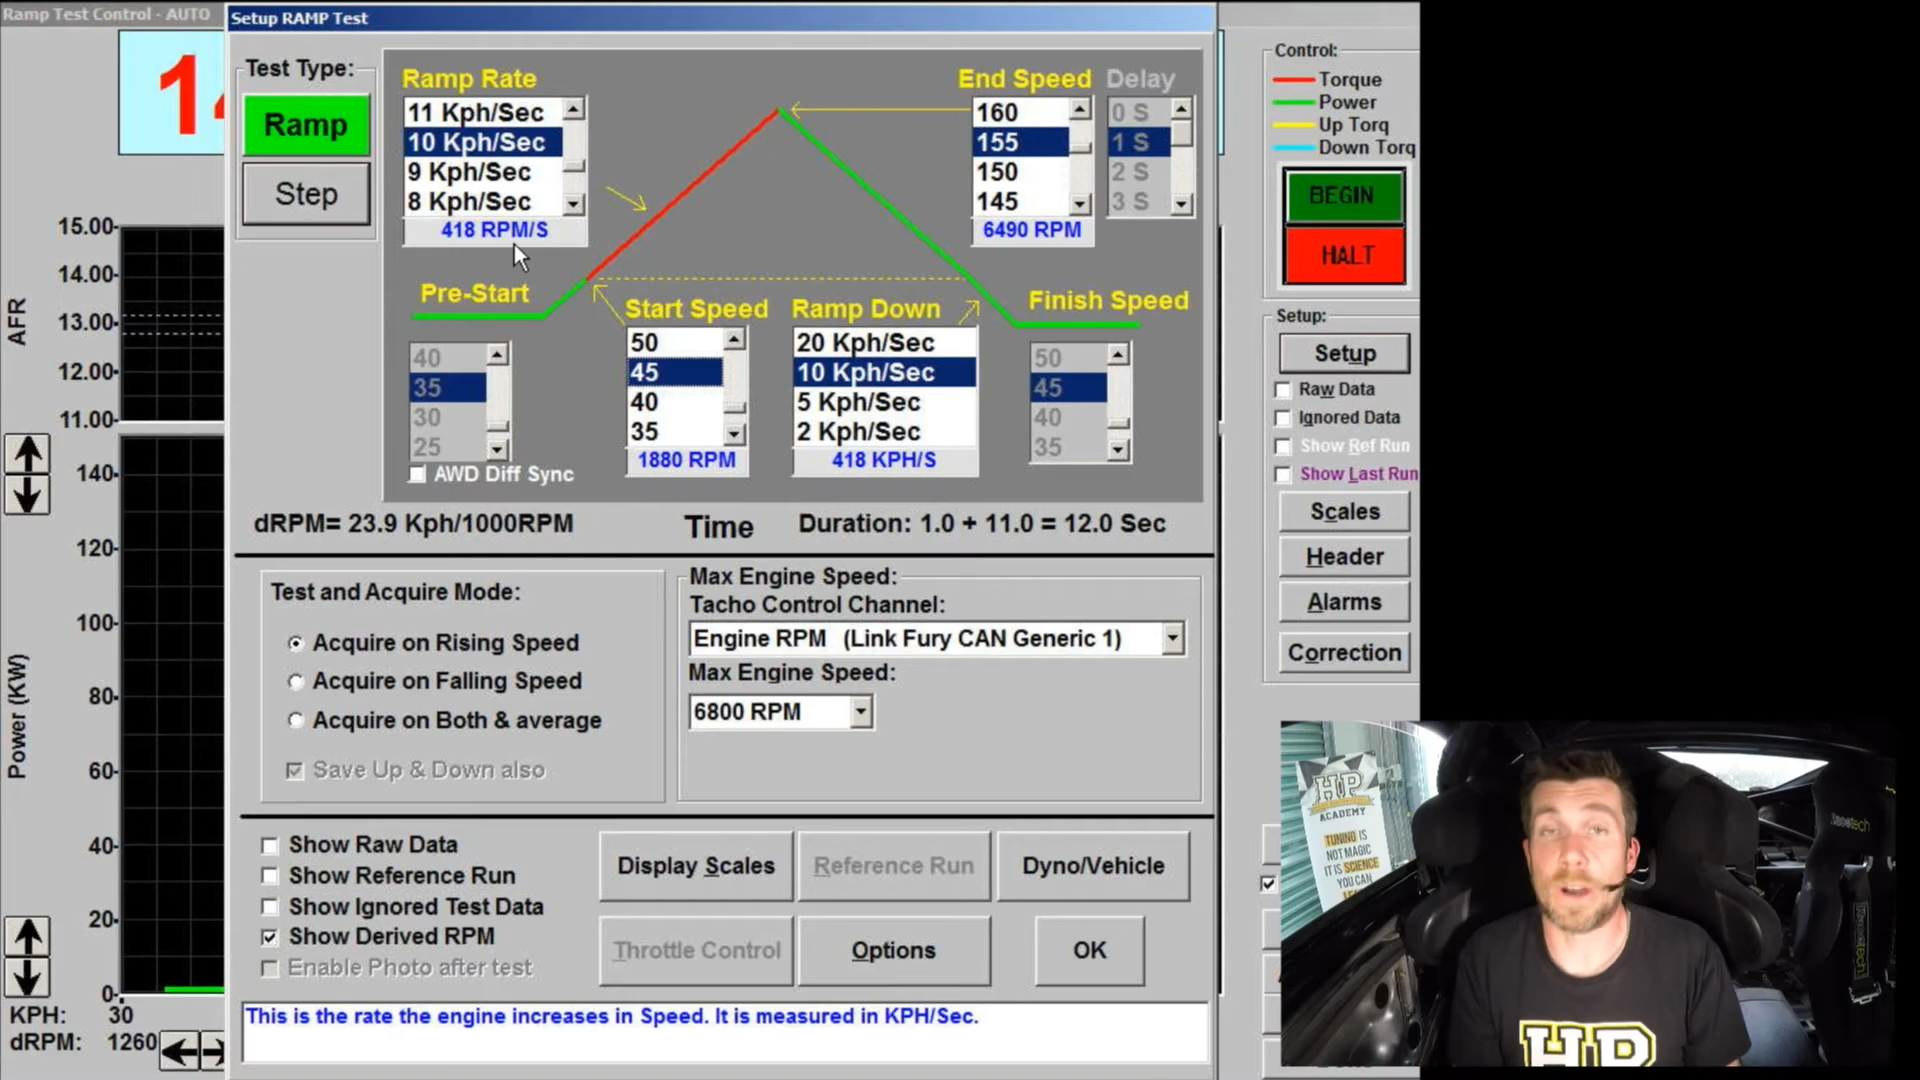 Ramp Test Control - AUTO
Setup RAMP Test
Test Type:
Ramp
Step
Ramp Rate
11 Kph/Sec
10 Kph/Sec
9 Kph/Sec
8 Kph/Sec
418 RPM/S
End Speed
160
155
150
145
6490 RPM
Delay
0 S
1 S
2 S
3 S
Pre-Start
40
35
30
25
AWD Diff Sync
Start Speed
50
45
40
35
1880 RPM
Ramp Down
20 Kph/Sec
10 Kph/Sec
5 Kph/Sec
2 Kph/Sec
418 KPH/S
Finish Speed
50
45
40
35
dRPM= 23.9 Kph/1000RPM
Time
Duration: 1.0 + 11.0 = 12.0 Sec
Test and Acquire Mode:
Acquire on Rising Speed
Acquire on Falling Speed
Acquire on Both & average
Save Up & Down also
Max Engine Speed:
Tacho Control Channel:
Engine RPM (Link Fury CAN Generic 1)
Max Engine Speed:
6800 RPM
Show Raw Data
Show Reference Run
Show Ignored Test Data
Show Derived RPM
Enable Photo after test
Display Scales
Reference Run
Dyno/Vehicle
Throttle Control
Options
OK
This is the rate the engine increases in Speed. It is measured in KPH/Sec.
AFR
15.00
14.00
13.00
12.00
11.00
Power (KW)
140
120
100
80
60
40
20
0
KPH: 30
dRPM: 1260
Control:
Torque
Power
Up Torq
Down Torq
BEGIN
HALT
Setup:
Setup
Raw Data
Ignored Data
Show Ref Run
Show Last Run
Scales
Header
Alarms
Correction
HP
ACADEMY
TUNING IS
NOT MAGIC
IT IS SCIENCE
YOU CAN
HP